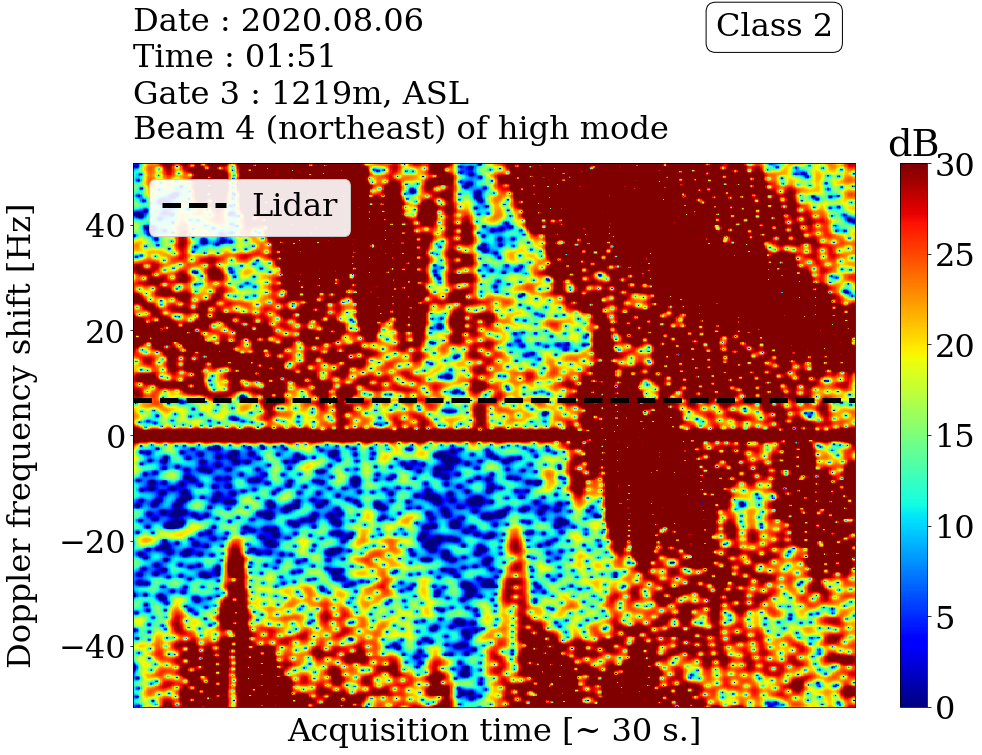 Date : 2020.08.06
Class 2
Time : 01:51
Gate 3 : 1219m, ASL
Beam 4 (northeast) of high mode
dB
Lidar
Doppler frequency shift [Hz]
40
20
0
−20
−40
30
25
20
15
10
5
0
Acquisition time [~ 30 s.]